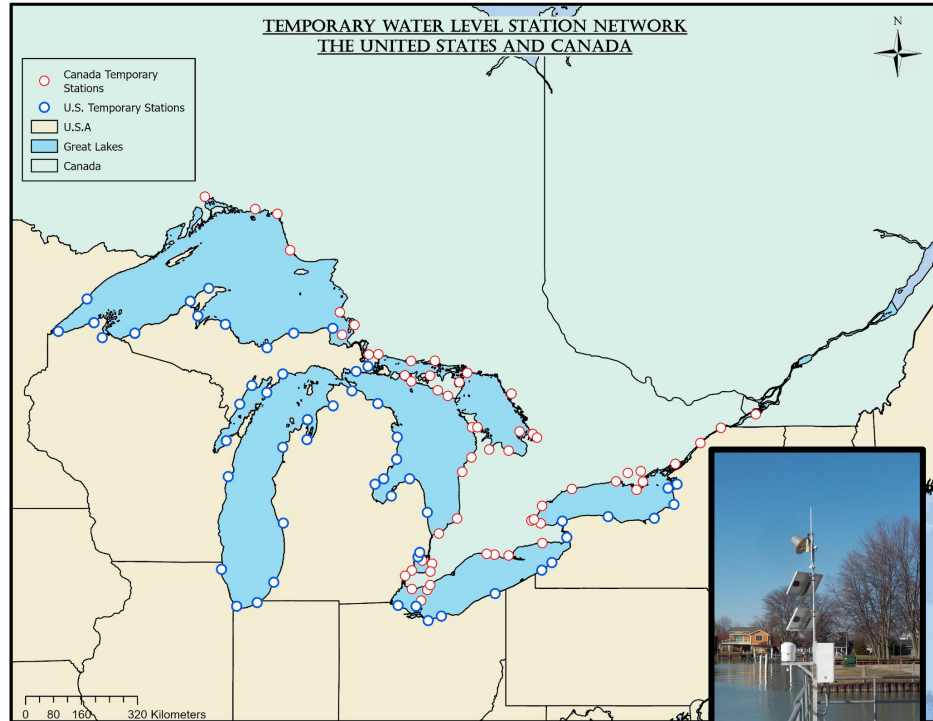 TEMPORARY WATER LEVEL STATION NETWORK
THE UNITED STATES AND CANADA
N
Canada Temporary
Stations
U.S. Temporary Stations
U.S.A
Great Lakes
Canada
0 80 160 320 Kilometers